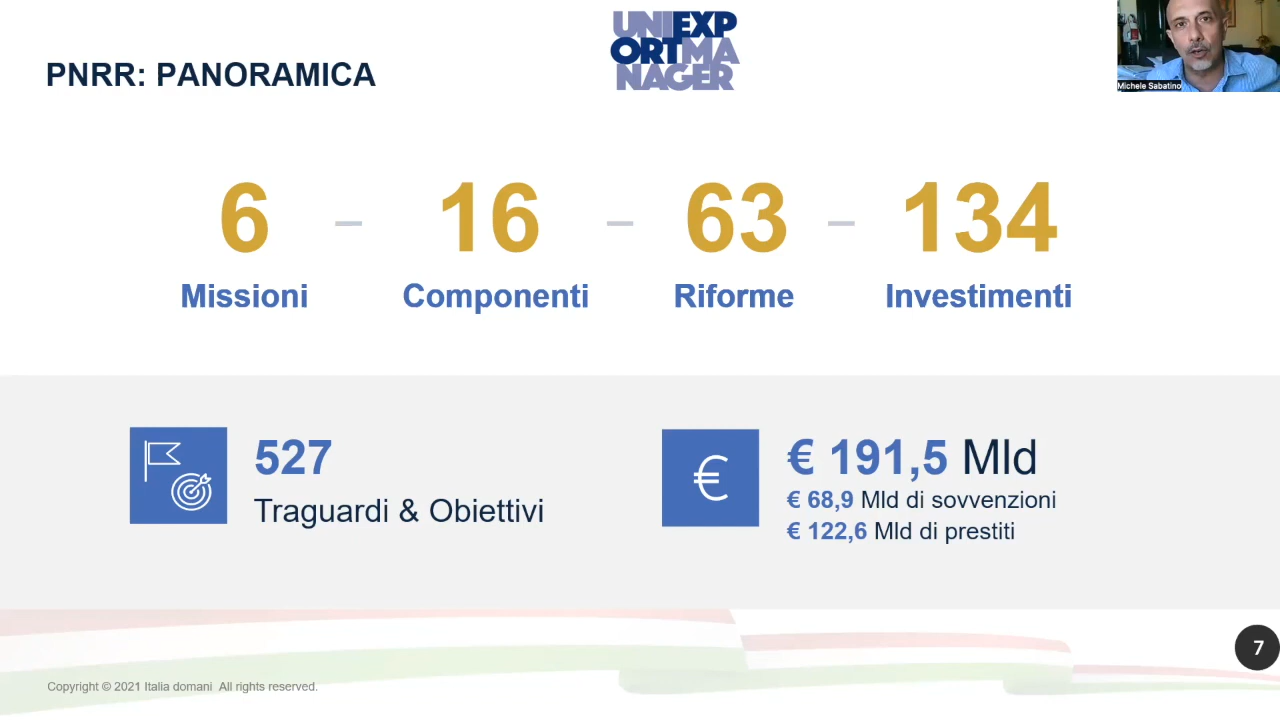 PNRR: PANORAMICA
UNIEXP
ORTMA
NAGER
Michele Sabatino
6 – 16 – 63 – 134
Missioni Componenti Riforme Investimenti
527
Traguardi & Obiettivi
€
€ 191,5 Mld
€ 68,9 Mld di sovvenzioni
€ 122,6 Mld di prestiti
7
Copyright © 2021 Italia domani All rights reserved.